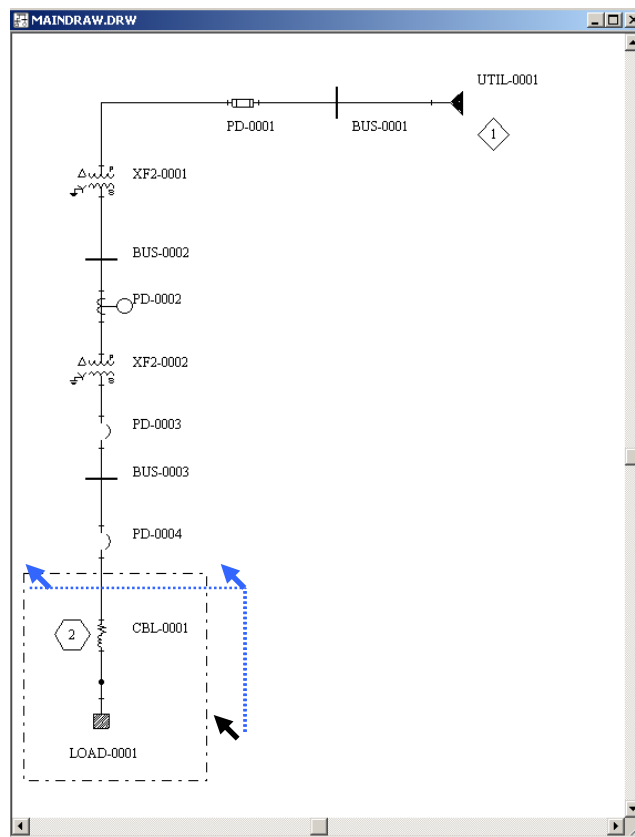 MAINDRAW.DRW
UTIL-0001
PD-0001
BUS-0001
1
P
XF2-0001
S
BUS-0002
PD-0002
P
XF2-0002
S
PD-0003
BUS-0003
PD-0004
2
CBL-0001
LOAD-0001